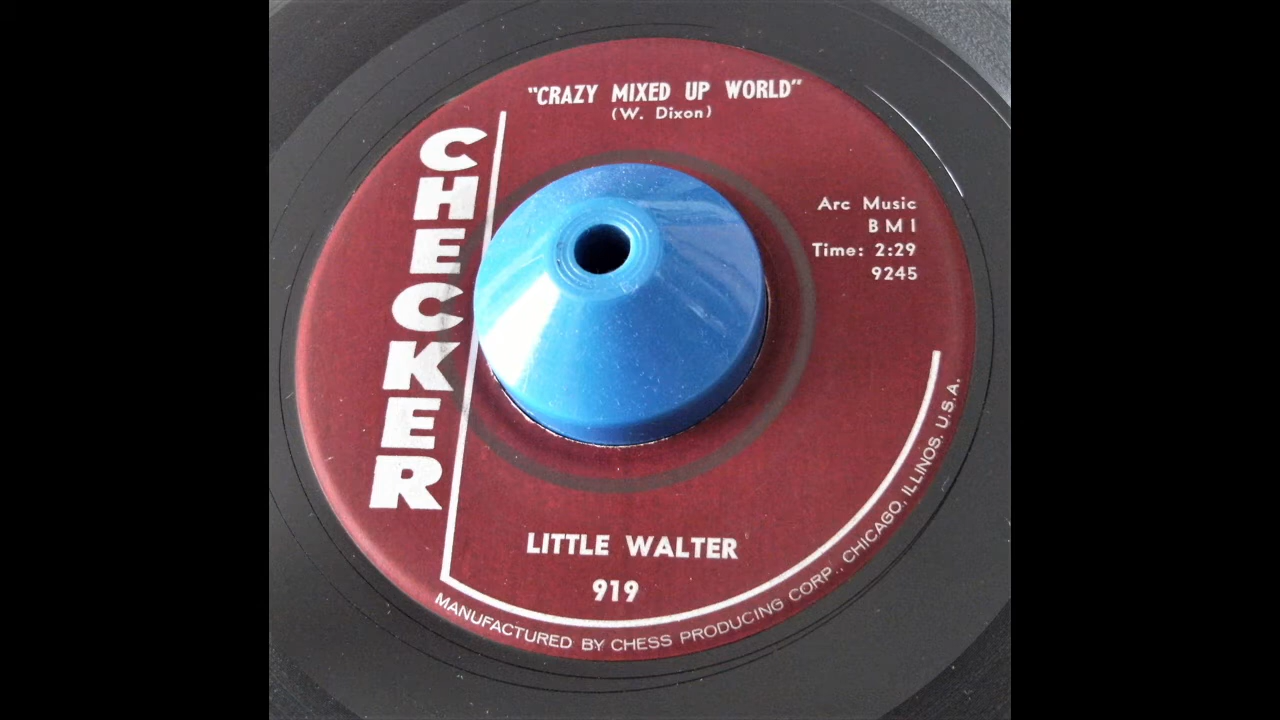 "CRAZY MIXED UP WORLD"
(W. Dixon)
CHECKER
Arc Music
BMI
Time: 2:29
9245
LITTLE WALTER
919
MANUFACTURED BY CHESS PRODUCING CORP., CHICAGO, ILLINOS, U.S.A.